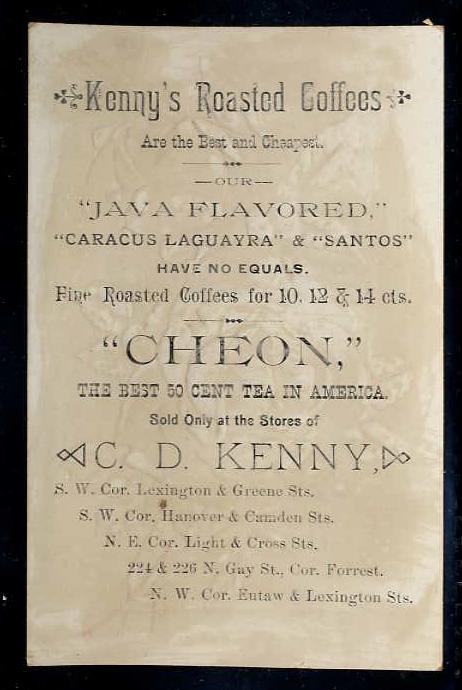 Kenny's Roasted Coffees
Are the Best and Cheapest.
—OUR—
"JAVA FLAVORED,"
"CARACUS LAGUAYRA" & "SANTOS"
HAVE NO EQUALS.
Fine Roasted Coffees for 10, 12 & 14 cts.
"CHEON,"
THE BEST 50 CENT TEA IN AMERICA.
Sold Only at the Stores of
C. D. KENNY,
S. W. Cor. Lexington & Greene Sts.
S. W. Cor. Hanover & Camden Sts.
N. E. Cor. Light & Cross Sts.
224 & 226 N. Gay St., Cor. Forrest.
N. W. Cor. Eutaw & Lexington Sts.